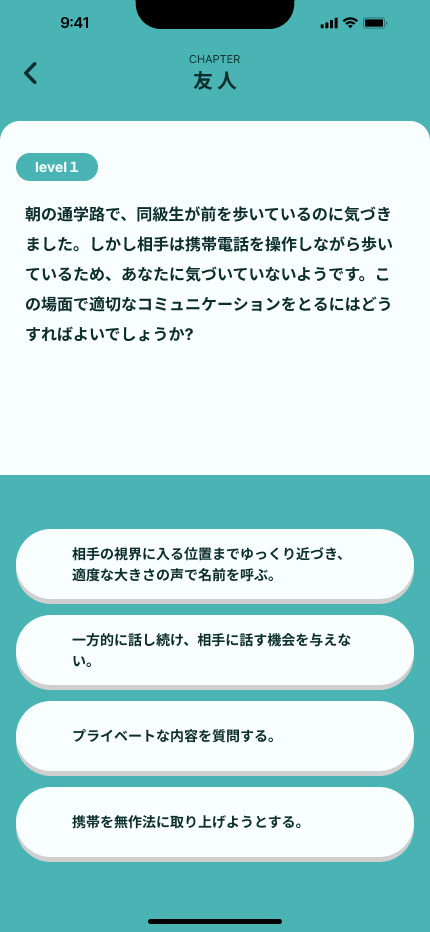 9:41
CHAPTER
友人
level 1
朝の通学路で、同級生が前を歩いているのに気づき
ました。しかし相手は携帯電話を操作しながら歩い
ているため、あなたに気づいていないようです。こ
の場面で適切なコミュニケーションをとるにはどう
すればよいでしょうか?
相手の視界に入る位置までゆっくり近づき、
適度な大きさの声で名前を呼ぶ。
一方的に話し続け、相手に話す機会を与えな
い。
プライベートな内容を質問する。
携帯を無作法に取り上げようとする。